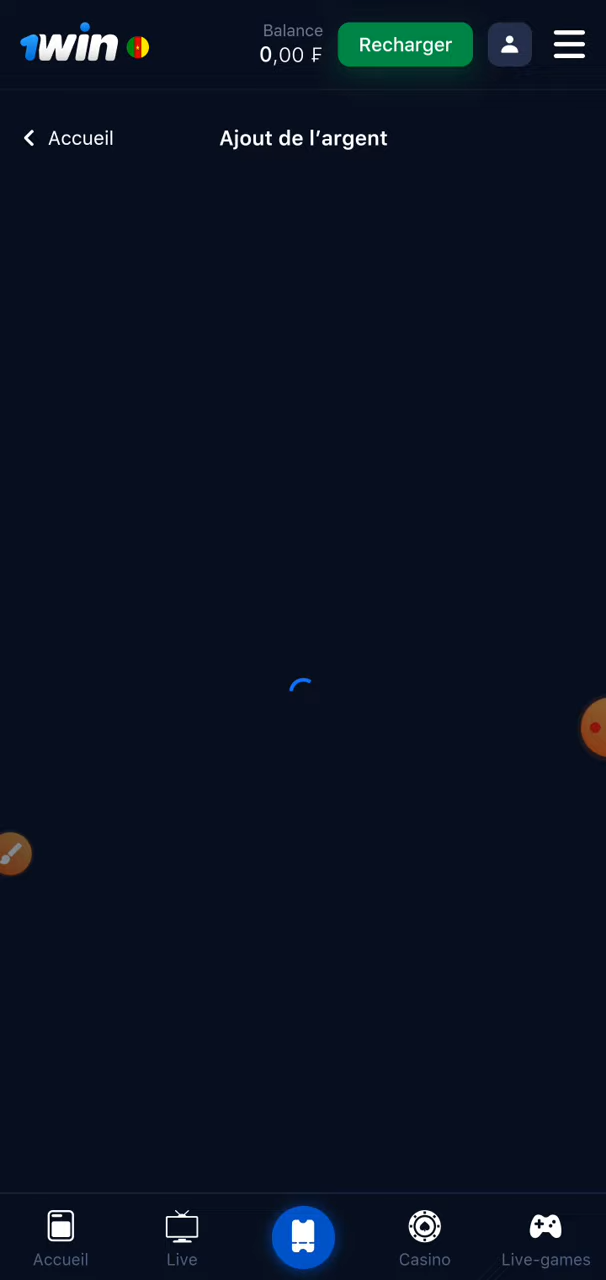 1win
Balance
0,00 ₣
Recharger
Accueil
Ajout de l’argent
Accueil
Live
Casino
Live-games